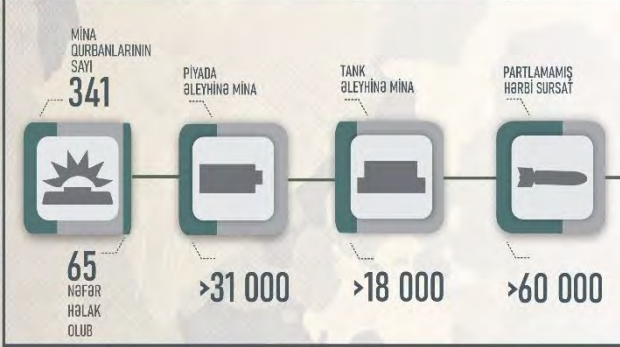 MİNA
QURBANLARININ
SAYI
341
65
NƏFƏR
HƏLAK
OLUB
PİYADA
ƏLEYHİNƏ MİNA
>31 000
TANK
ƏLEYHİNƏ MİNA
>18 000
PARTLAMAMIŞ
HƏRBİ SURSAT
>60 000